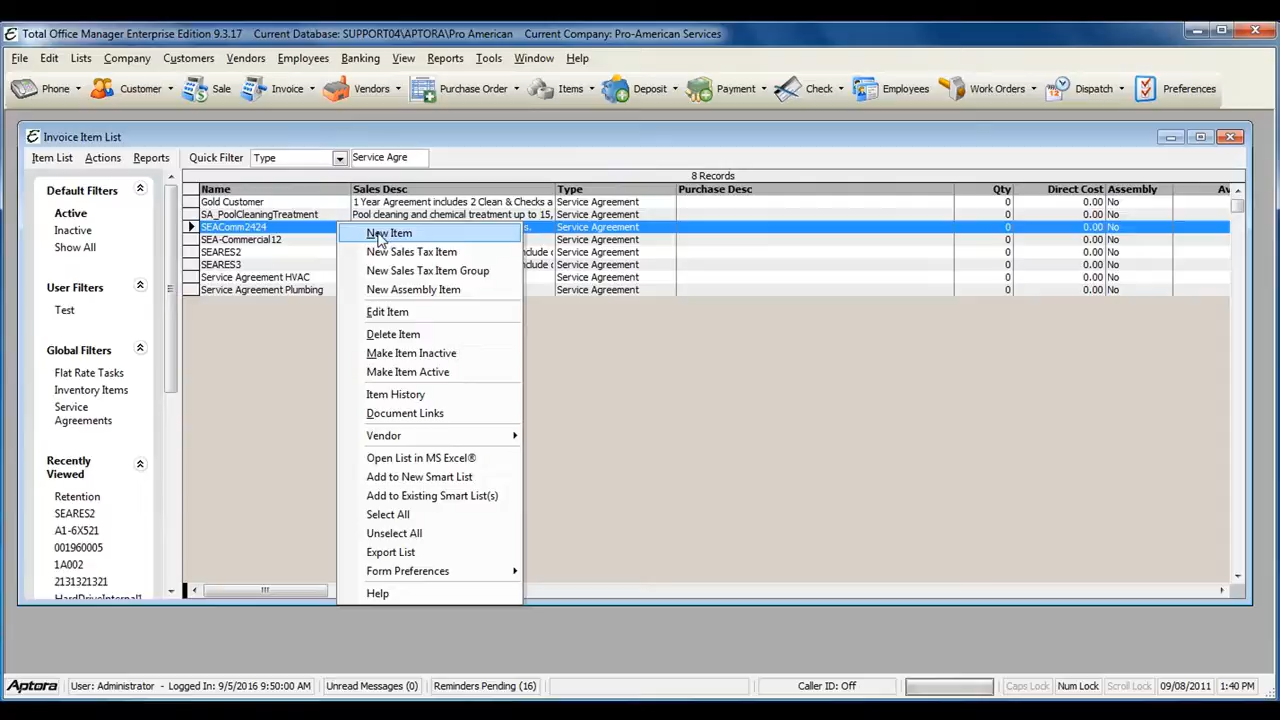 Total Office Manager Enterprise Edition 9.3.17 Current Database: SUPPORT04\APTORA\Pro American Current Company: Pro-American Services
File Edit Lists Company Customers Vendors Employees Banking View Reports Tools Window Help
Phone Customer Sale Invoice Vendors Purchase Order Items Deposit Payment Check Employees Work Orders Dispatch Preferences
Invoice Item List
Item List Actions Reports Quick Filter Type Service Agre
8 Records
Name Sales Desc Type Purchase Desc Qty Direct Cost Assembly Av
Gold Customer 1 Year Agreement includes 2 Clean & Checks a Service Agreement 0 0.00 No
SA_PoolCleaningTreatment Pool cleaning and chemical treatment up to 15, Service Agreement 0 0.00 No
SEAComm2424 s. Service Agreement 0 0.00 No
SEA-Commercial12 Service Agreement 0 0.00 No
SEARES2 include Service Agreement 0 0.00 No
SEARES3 include Service Agreement 0 0.00 No
Service Agreement HVAC Service Agreement 0 0.00 No
Service Agreement Plumbing Service Agreement 0 0.00 No
Default Filters
Active
Inactive
Show All
User Filters
Test
Global Filters
Flat Rate Tasks
Inventory Items
Service
Agreements
Recently
Viewed
Retention
SEARES2
A1-6X521
001960005
1A002
2131321321
HardDriveInternal1
New Item
New Sales Tax Item
New Sales Tax Item Group
New Assembly Item
Edit Item
Delete Item
Make Item Inactive
Make Item Active
Item History
Document Links
Vendor
Open List in MS Excel®
Add to New Smart List
Add to Existing Smart List(s)
Select All
Unselect All
Export List
Form Preferences
Help
Aptora User: Administrator - Logged In: 9/5/2016 9:50:00 AM Unread Messages (0) Reminders Pending (16) Caller ID: Off Caps Lock Num Lock Scroll Lock 09/08/2011 1:40 PM